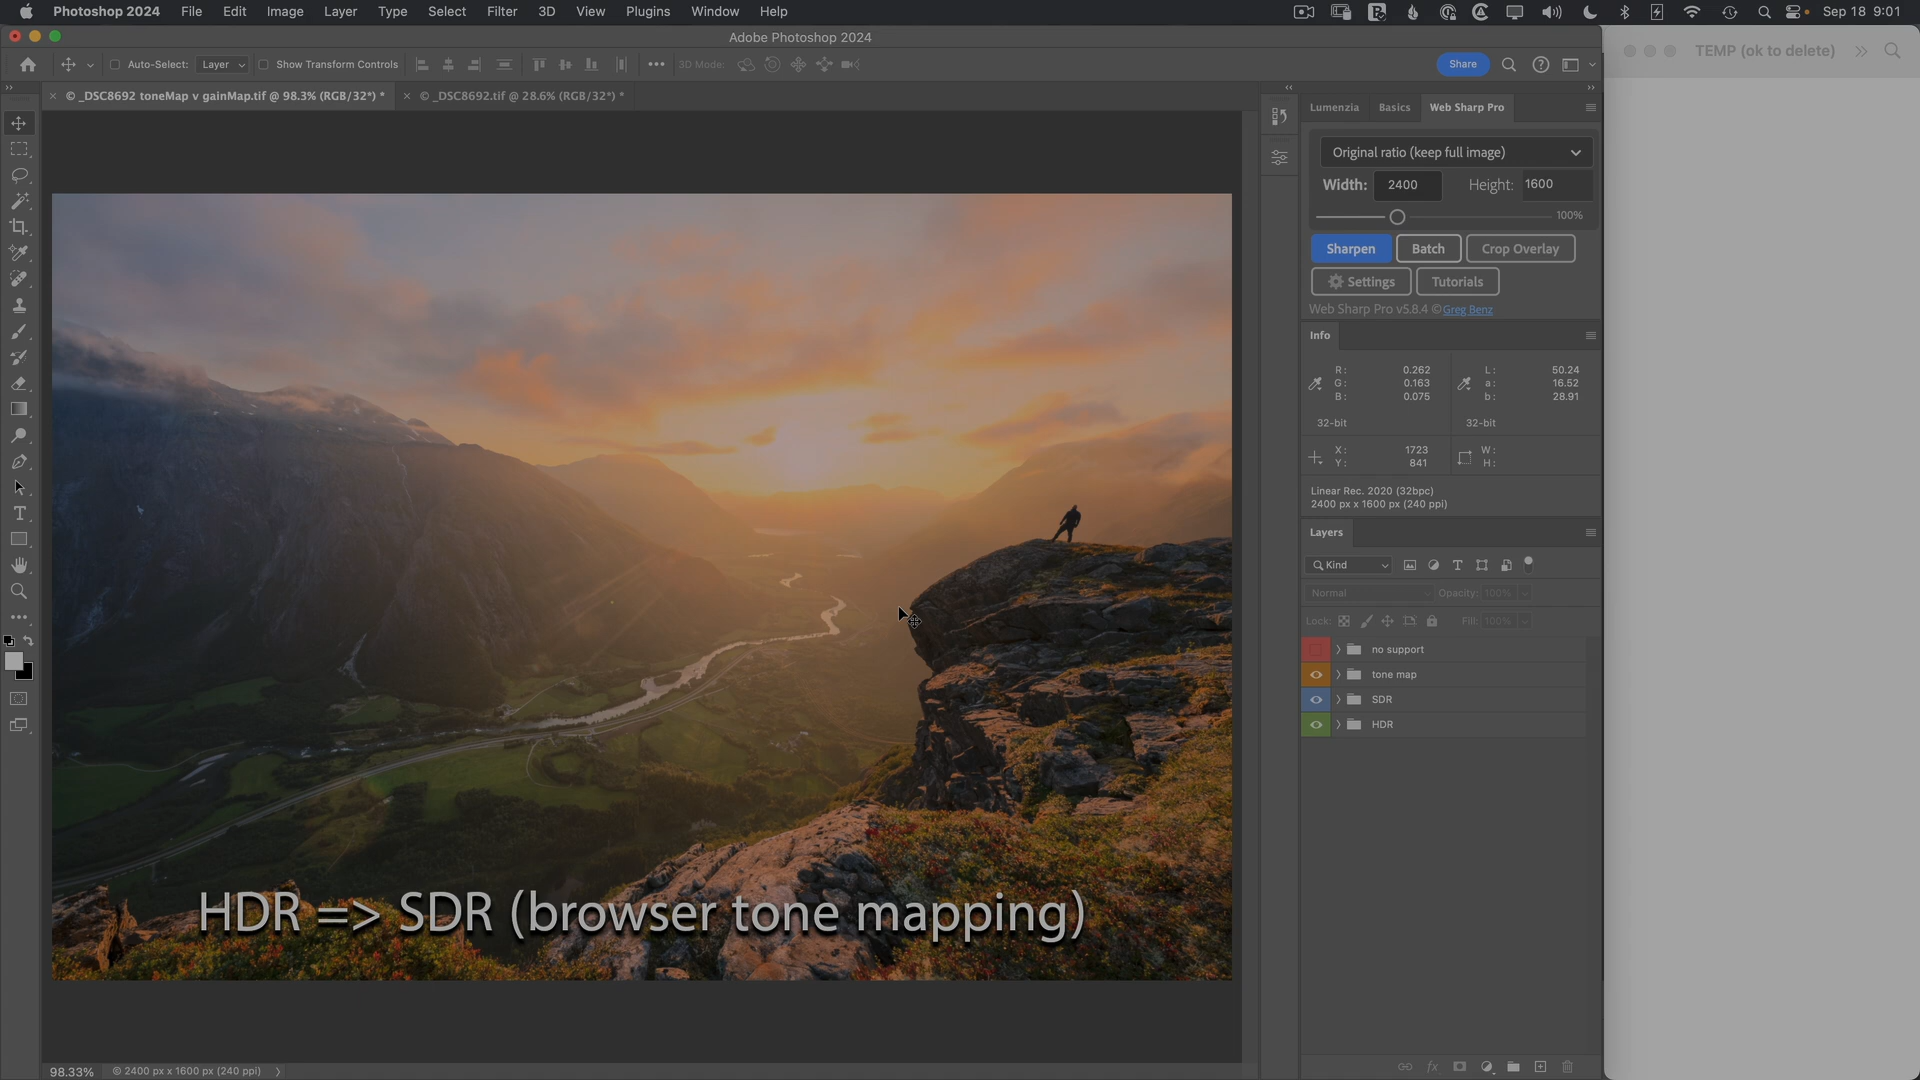 Photoshop 2024 File Edit Image Layer Type Select Filter 3D View Plugins Window Help Sep 18 9:01
Adobe Photoshop 2024
TEMP (ok to delete)
Auto-Select: Layer Show Transform Controls 3D Mode: Share
© _DSC8692 toneMap v gainMap.tif @ 98.3% (RGB/32*) *
© _DSC8692.tif @ 28.6% (RGB/32*) *
Lumenzia Basics Web Sharp Pro
Original ratio (keep full image)
Width: 2400 Height: 1600
100%
Sharpen Batch Crop Overlay
Settings Tutorials
Web Sharp Pro v5.8.4 © Greg Benz
Info
R: 0.262 L: 50.24
G: 0.163 a: 16.52
B: 0.075 b: 28.91
32-bit 32-bit
X: 1723 W:
Y: 841 H:
Linear Rec. 2020 (32bpc)
2400 px x 1600 px (240 ppi)
Layers
Kind
Normal Opacity: 100%
Lock: Fill: 100%
no support
tone map
SDR
HDR
HDR => SDR (browser tone mapping)
98.33% © 2400 px x 1600 px (240 ppi)